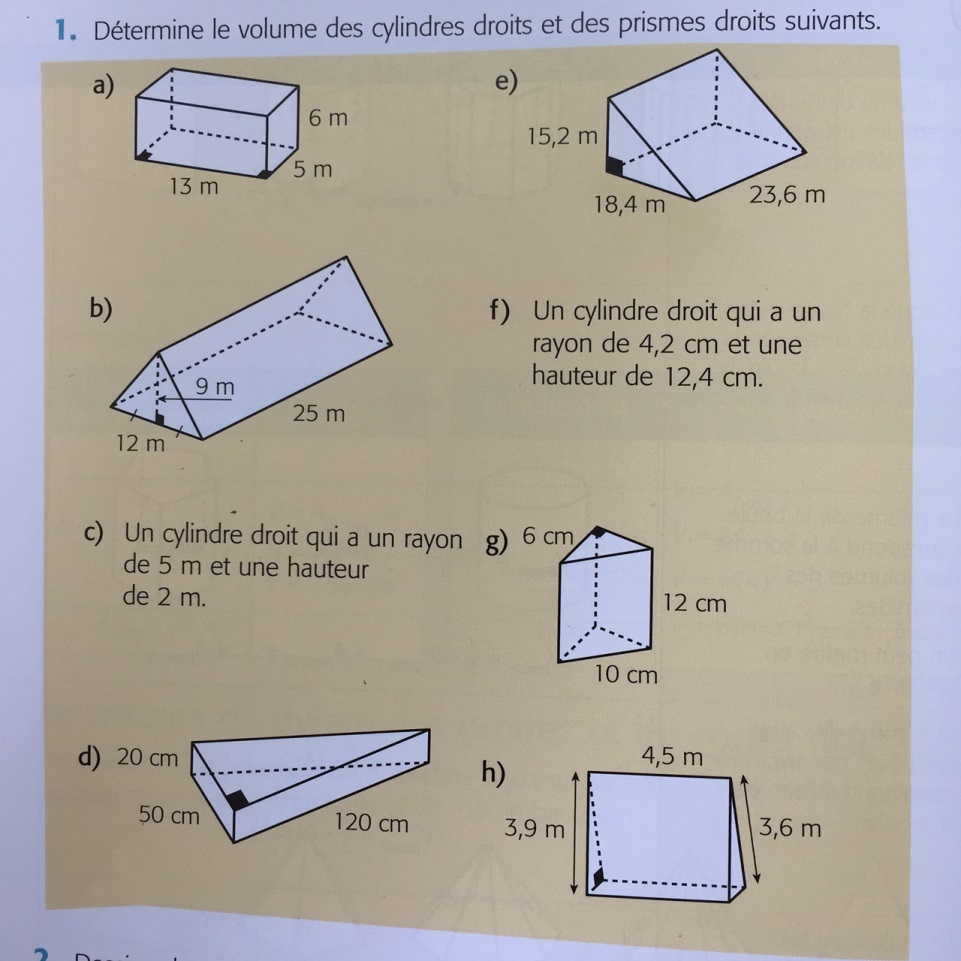 1. Détermine le volume des cylindres droits et des prismes droits suivants.
a)
6 m
5 m
13 m
e)
15,2 m
18,4 m
23,6 m
b)
9 m
25 m
12 m
f) Un cylindre droit qui a un
rayon de 4,2 cm et une
hauteur de 12,4 cm.
c) Un cylindre droit qui a un rayon
de 5 m et une hauteur
de 2 m.
g) 6 cm
12 cm
10 cm
d) 20 cm
50 cm
120 cm
h)
4,5 m
3,9 m
3,6 m
2.